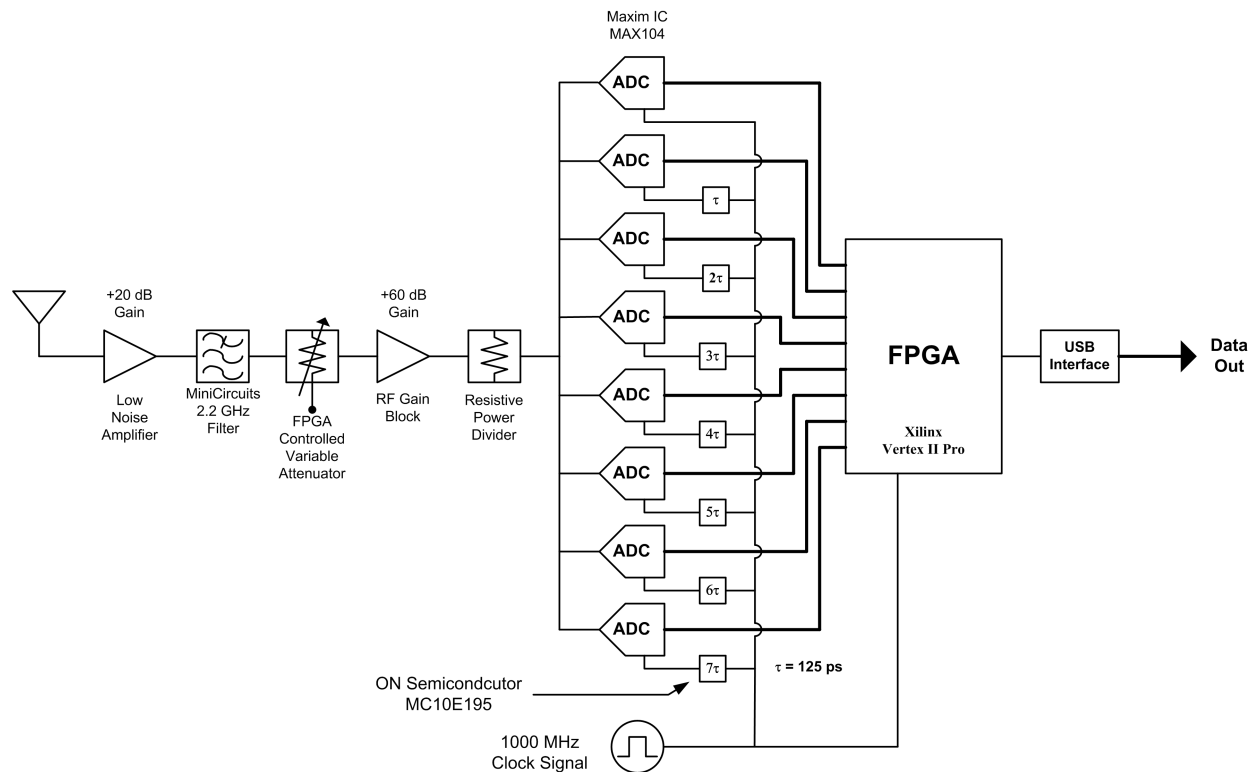 Maxim IC
MAX104
ADC
ADC
τ
ADC
2τ
ADC
3τ
ADC
4τ
ADC
5τ
ADC
6τ
ADC
7τ
τ = 125 ps
+20 dB
Gain
Low
Noise
Amplifier
MiniCircuits
2.2 GHz
Filter
FPGA
Controlled
Variable
Attenuator
+60 dB
Gain
RF Gain
Block
Resistive
Power
Divider
FPGA
Xilinx
Vertex II Pro
USB
Interface
Data
Out
ON Semicondcutor
MC10E195
1000 MHz
Clock Signal